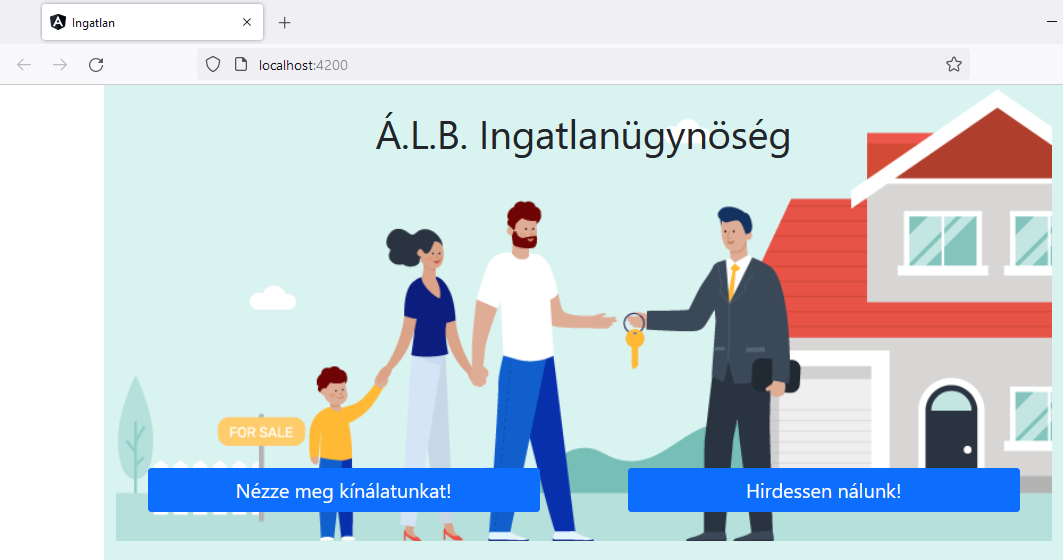 Ingatlan
localhost:4200
Á.L.B. Ingatlanügynöség
FOR SALE
Nézze meg kínálatunkat!
Hirdessen nálunk!